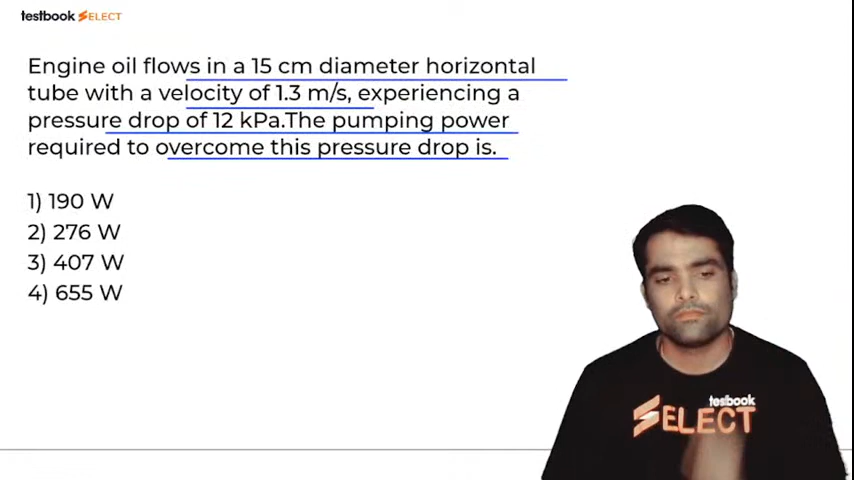 testbook SELECT
Engine oil flows in a 15 cm diameter horizontal
tube with a velocity of 1.3 m/s, experiencing a
pressure drop of 12 kPa.The pumping power
required to overcome this pressure drop is.
1) 190 W
2) 276 W
3) 407 W
4) 655 W
testbook
SELECT